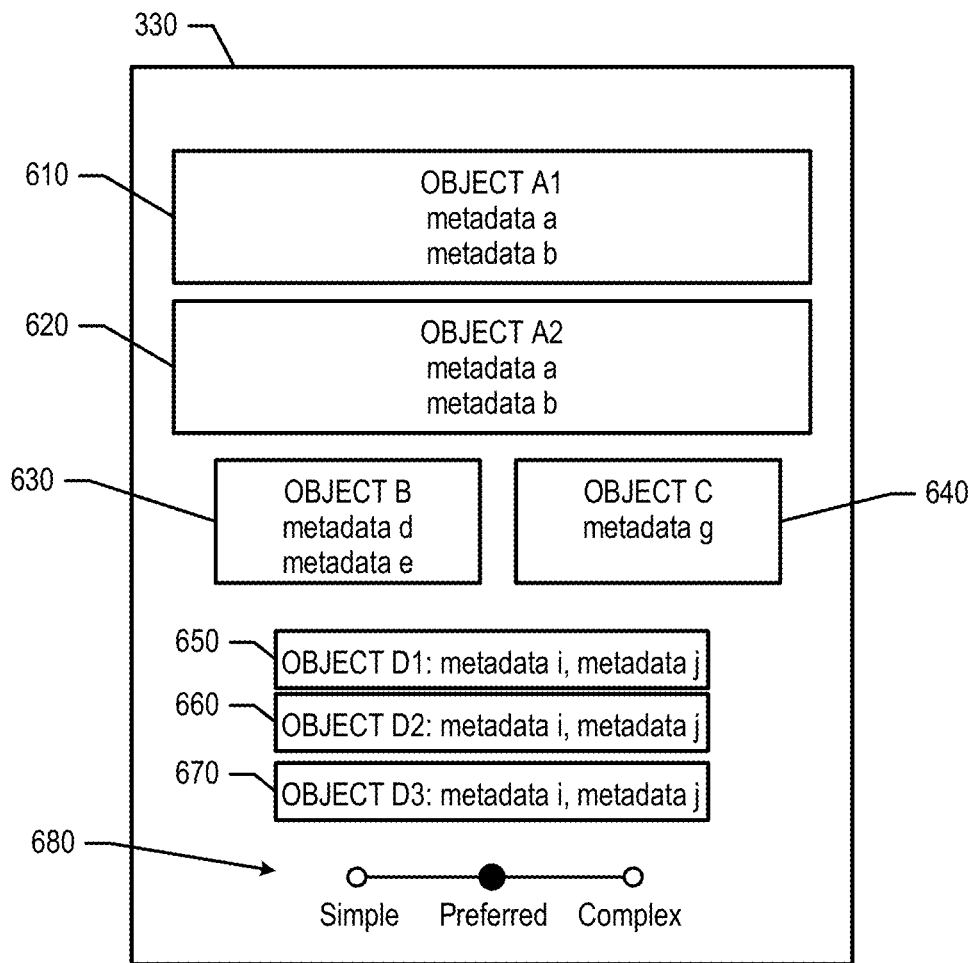 330
610
OBJECT A1
metadata a
metadata b
620
OBJECT A2
metadata a
metadata b
630
OBJECT B
metadata d
metadata e
OBJECT C
metadata g
640
650
OBJECT D1: metadata i, metadata j
660
OBJECT D2: metadata i, metadata j
670
OBJECT D3: metadata i, metadata j
680
Simple Preferred Complex